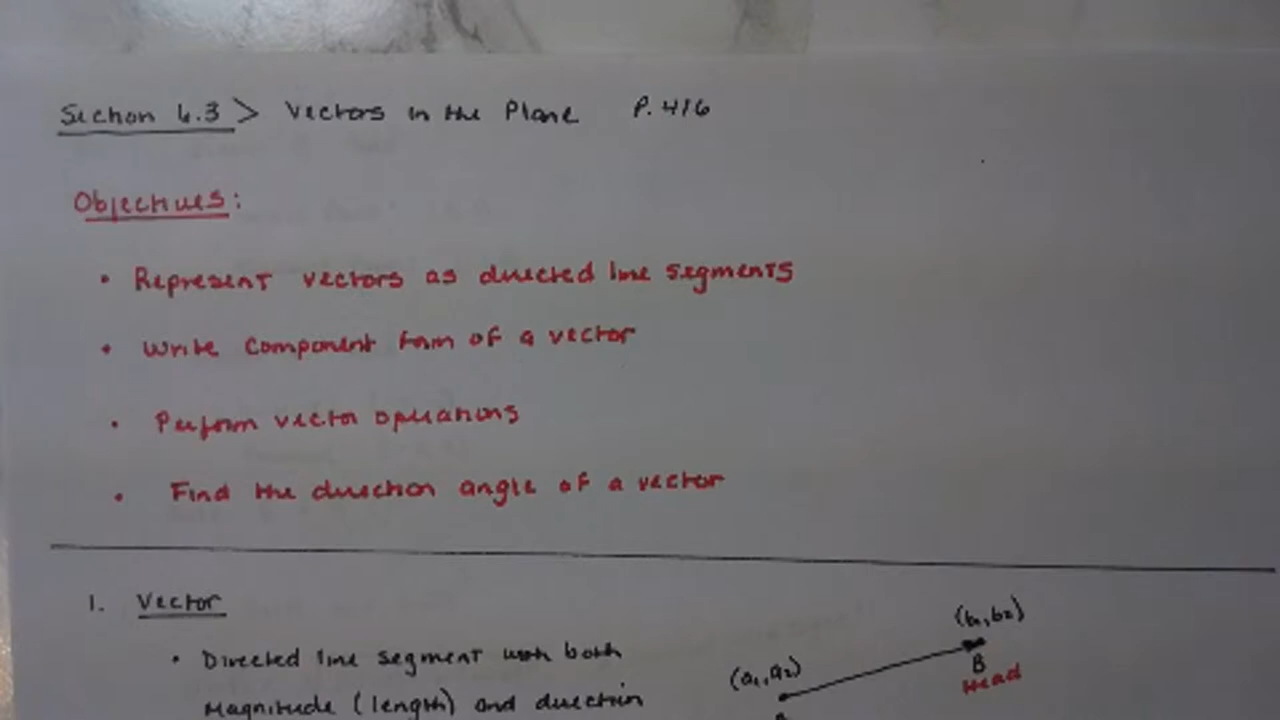 Section 6.3 > Vectors in the Plane P. 416
Objectives:
• Represent vectors as directed line segments
• Write component form of a vector
• Perform vector operations
• Find the direction angle of a vector
1. Vector
• Directed line segment with both
Magnitude (length) and direction
(a₁, a₂)
(b₁, b₂)
B
Head